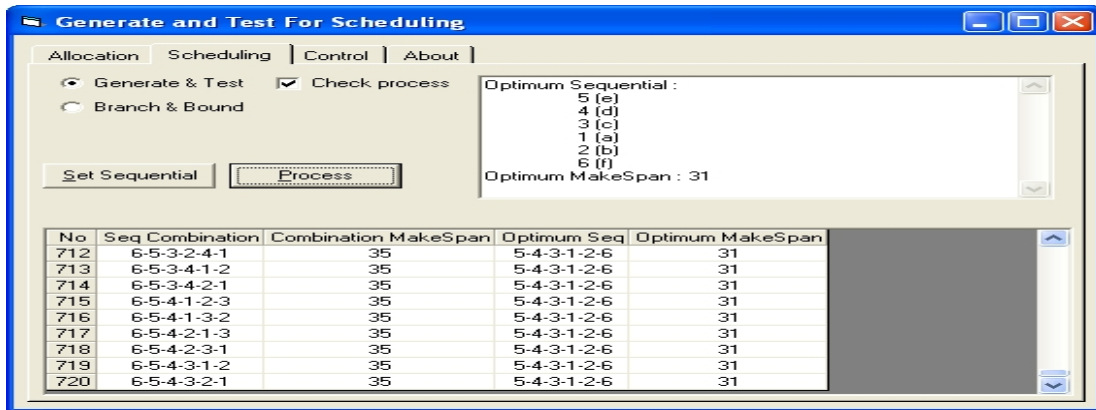 Generate and Test For Scheduling
Allocation Scheduling Control About
Generate & Test Check process
Branch & Bound
Set Sequential Process
Optimum Sequential :
5 (e)
4 (d)
3 (c)
1 (a)
2 (b)
6 (f)
Optimum MakeSpan : 31
No Seq Combination Combination MakeSpan Optimum Seq Optimum MakeSpan
712 6-5-3-2-4-1 35 5-4-3-1-2-6 31
713 6-5-3-4-1-2 35 5-4-3-1-2-6 31
714 6-5-3-4-2-1 35 5-4-3-1-2-6 31
715 6-5-4-1-2-3 35 5-4-3-1-2-6 31
716 6-5-4-1-3-2 35 5-4-3-1-2-6 31
717 6-5-4-2-1-3 35 5-4-3-1-2-6 31
718 6-5-4-2-3-1 35 5-4-3-1-2-6 31
719 6-5-4-3-1-2 35 5-4-3-1-2-6 31
720 6-5-4-3-2-1 35 5-4-3-1-2-6 31